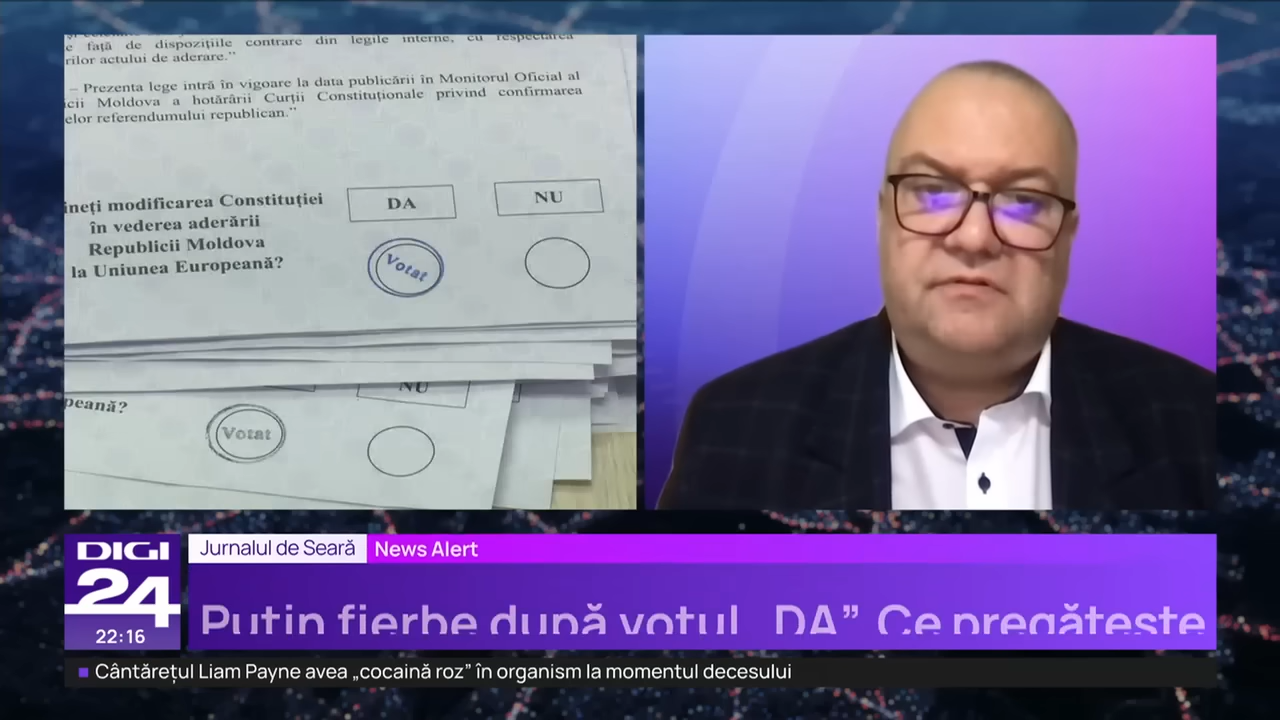 e față de dispozițiile contrare din legile interne, cu respectarea
rilor actului de aderare.”
– Prezenta lege intră în vigoare la data publicării în Monitorul Oficial al
icii Moldova a hotărârii Curții Constituționale privind confirmarea
elor referendumului republican.”
ineți modificarea Constituției
în vederea aderării
Republicii Moldova
la Uniunea Europeană?
DA
NU
Votat
NU
peană?
Votat
DIGI
24
22:16
Jurnalul de Seară
News Alert
Putin fierbe după votul „DA” Ce pregătește
Cântărețul Liam Payne avea „cocaină roz” în organism la momentul decesului